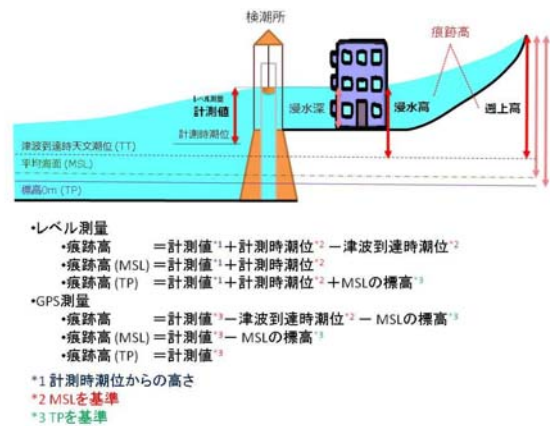 検潮所
痕跡高
レベル測量
計測値
浸水深
浸水高
遡上高
計測時潮位
津波到達時天文潮位 (TT)
平均海面 (MSL)
標高0m (TP)
•レベル測量
•痕跡高 =計測値*1+計測時潮位*2 －津波到達時潮位*2
•痕跡高 (MSL) =計測値*1+計測時潮位*2
•痕跡高 (TP) =計測値*1+計測時潮位*2 +MSLの標高*3
•GPS測量
•痕跡高 =計測値*3－津波到達時潮位*2 － MSLの標高*3
•痕跡高 (MSL) =計測値*3－ MSLの標高*3
•痕跡高 (TP) =計測値*3
*1 計測時潮位からの高さ
*2 MSLを基準
*3 TPを基準